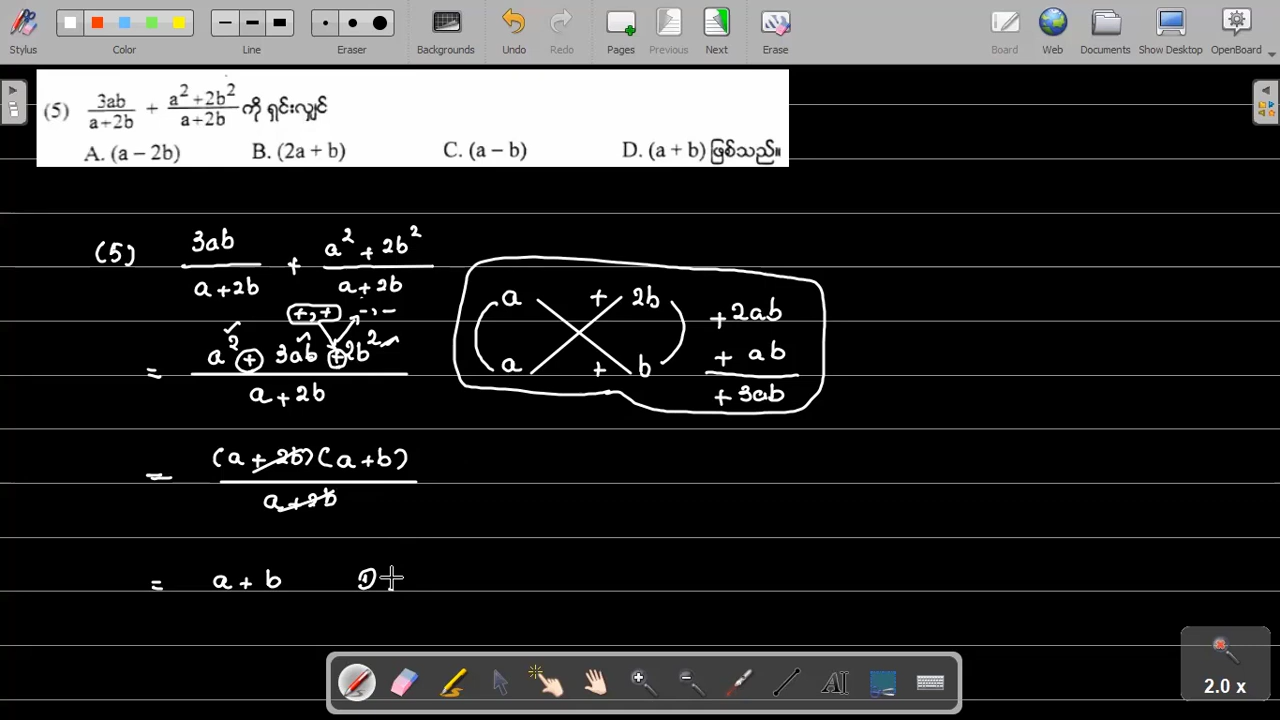 Stylus Color Line Eraser Backgrounds Undo Redo Pages Previous Next Erase Board Web Documents Show Desktop OpenBoard
(5) 3ab/a+2b + a² + 2b²/a+2b ကို ရှင်းလျှင်
A. (a − 2b) B. (2a + b) C. (a − b) D. (a + b) ဖြစ်သည်။
(5) 3ab/a+2b + a² + 2b²/a+2b
+,+ -,-
= a² + 3ab + 2b²/a+2b
a + 2b +2ab
a + b + ab
+ 3ab
= (a + 2b)(a + b)/a + 2b
= a + b
2.0 x